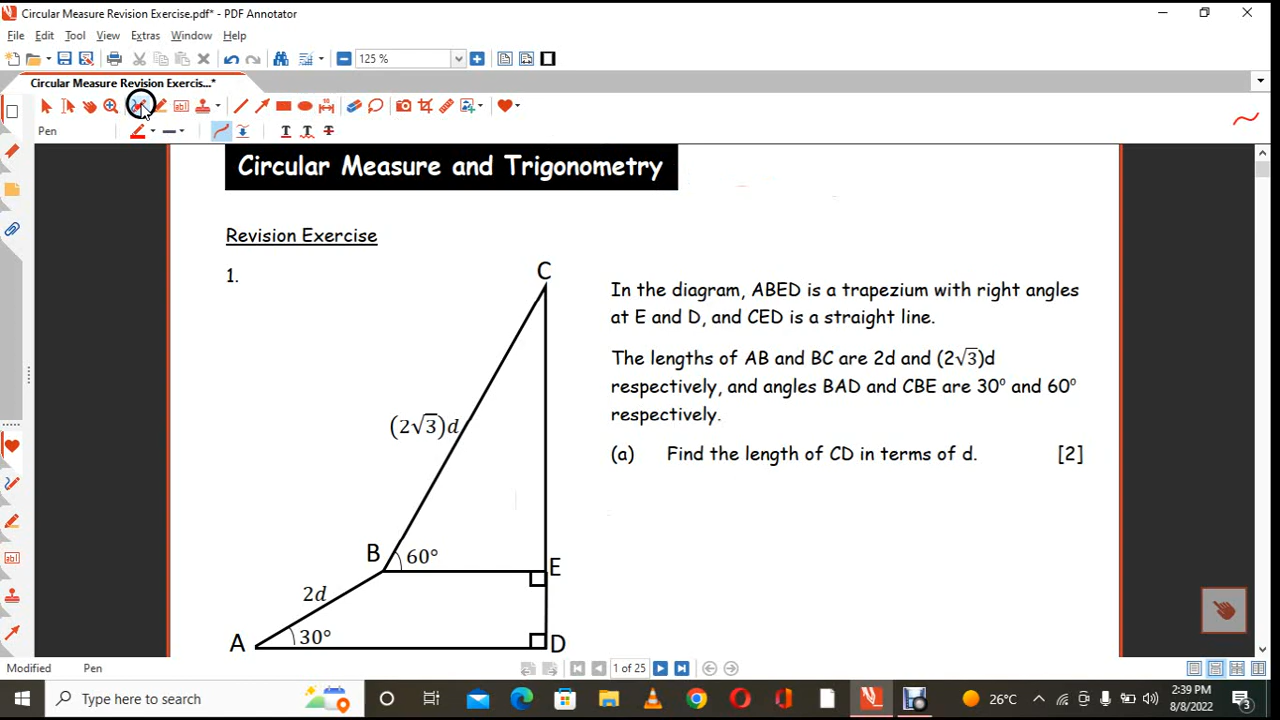 Circular Measure Revision Exercise.pdf* - PDF Annotator
File Edit Tool View Extras Window Help
125 %
Circular Measure Revision Exercis...*
Pen
Circular Measure and Trigonometry
Revision Exercise
1.
C
In the diagram, ABED is a trapezium with right angles
at E and D, and CED is a straight line.
The lengths of AB and BC are 2d and (2√3)d
respectively, and angles BAD and CBE are 30° and 60°
respectively.
(a) Find the length of CD in terms of d. [2]
(2√3)d
B 60° E
2d
A 30° D
Modified Pen 1 of 25
Type here to search 26°C 2:39 PM
8/8/2022 3